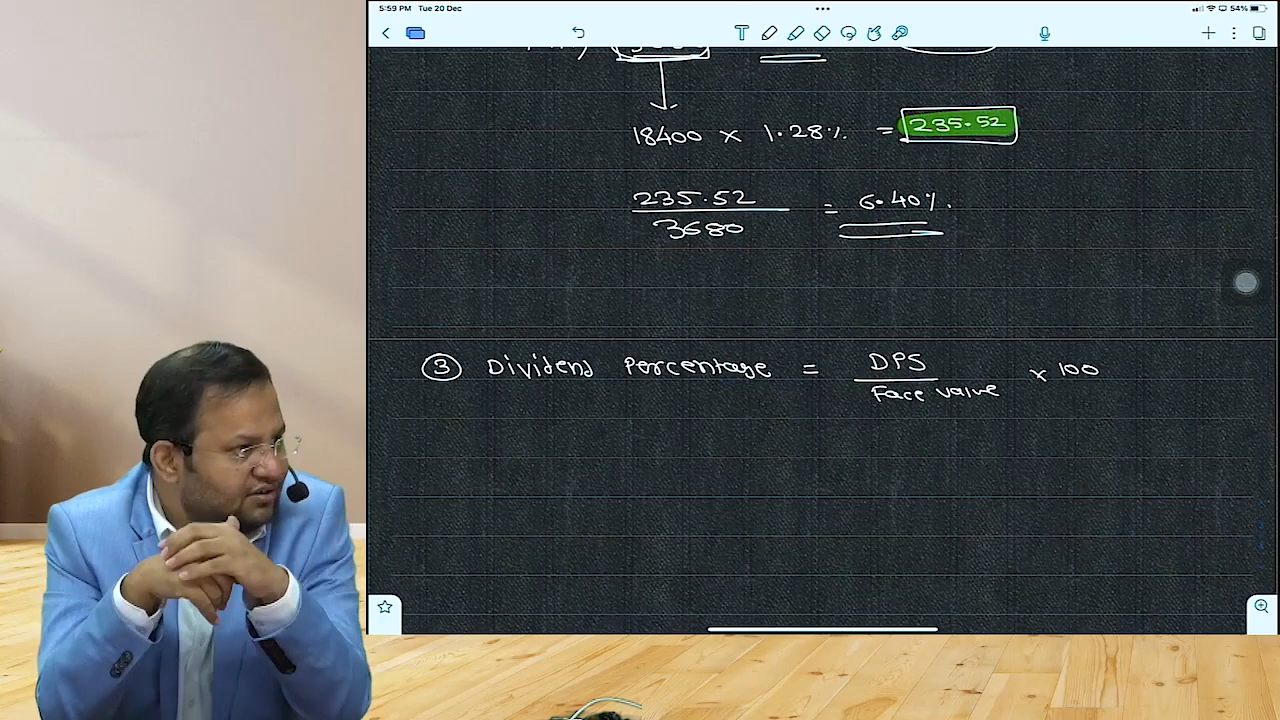 5:59 PM Tue 20 Dec
54%
18400 × 1.28% = 235.52
235.52
3680
= 6.40%.
③ Dividend Percentage = DPS
Face value
× 100